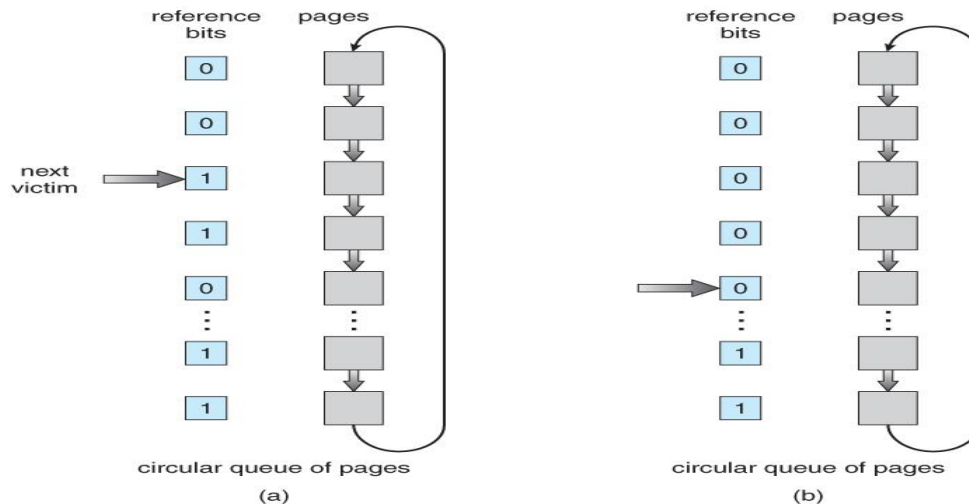 reference pages
bits
0
0
next
victim
1
1
0
1
1
circular queue of pages
(a)
reference pages
bits
0
0
0
0
0
1
1
circular queue of pages
(b)